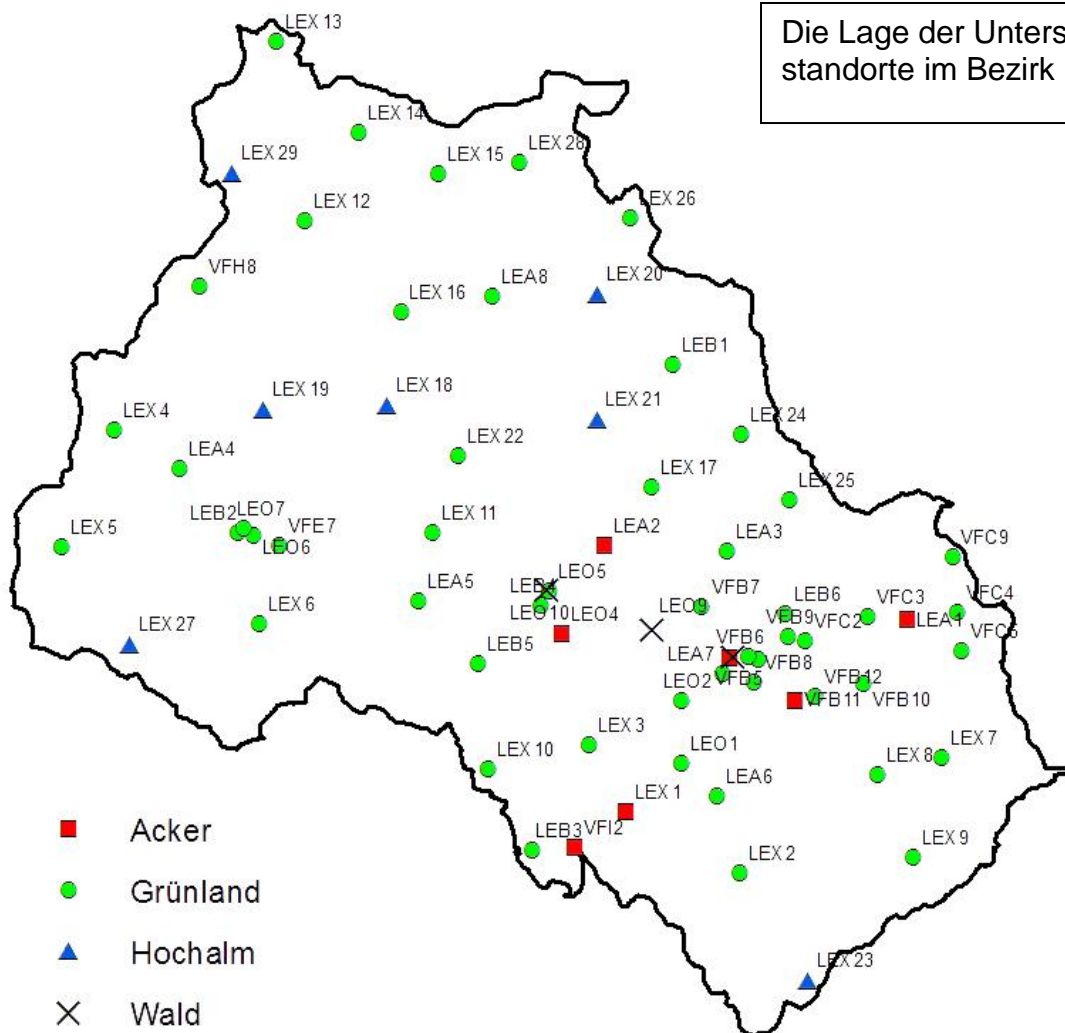 LEX 13
Die Lage der Unters
standorte im Bezirk
LEX 14
LEX 29
LEX 15
LEX 28
LEX 12
LEX 26
VFH8
LEX 16
LEA8
LEX 20
LEB1
LEX 19
LEX 18
LEX 21
LEX 4
LEA4
LEX 22
LEX 24
LEX 17
LEX 25
LEB2
LEO7
LEX 5
VFE7
LEO6
LEX 11
LEA2
LEA3
VFC9
LEO5
LEB4
LEA5
LEO10
LEO4
LEO9
VFB7
LEB6
VFC3
VFC4
LEA1
LEX 6
VFB9
VFC2
LEX 27
LEB5
LEA7
VFB6
VFB8
VFC5
VFB5
LEO2
VFB12
VFB11
VFB10
LEX 3
LEX 10
LEO1
LEX 8
LEX 7
LEX 1
LEA6
LEB3
VFI2
LEX 2
LEX 9
LEX 23
Acker
Grünland
Hochalm
Wald